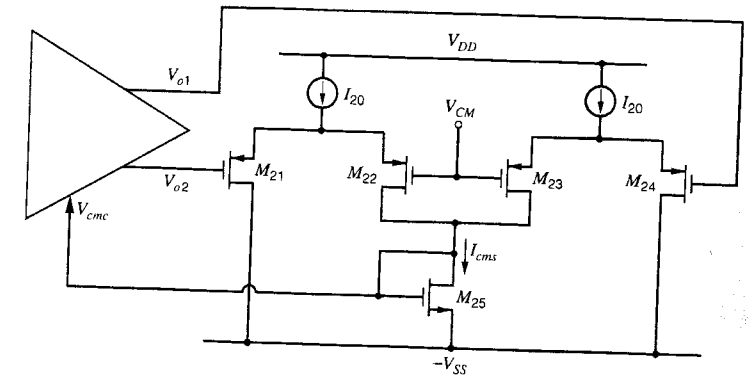 V_DD
V_o1
I_20
V_CM
I_20
V_o2
M_21
M_22
M_23
M_24
V_cmc
I_cms
M_25
-V_SS